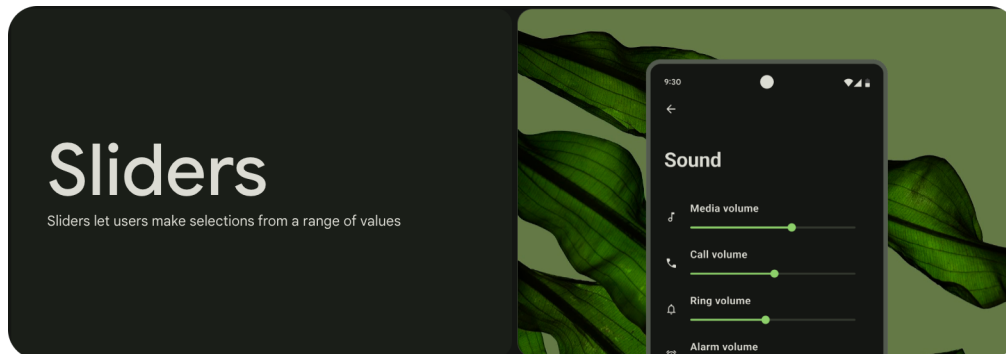 Sliders
Sliders let users make selections from a range of values
9:30
Sound
Media volume
Call volume
Ring volume
Alarm volume